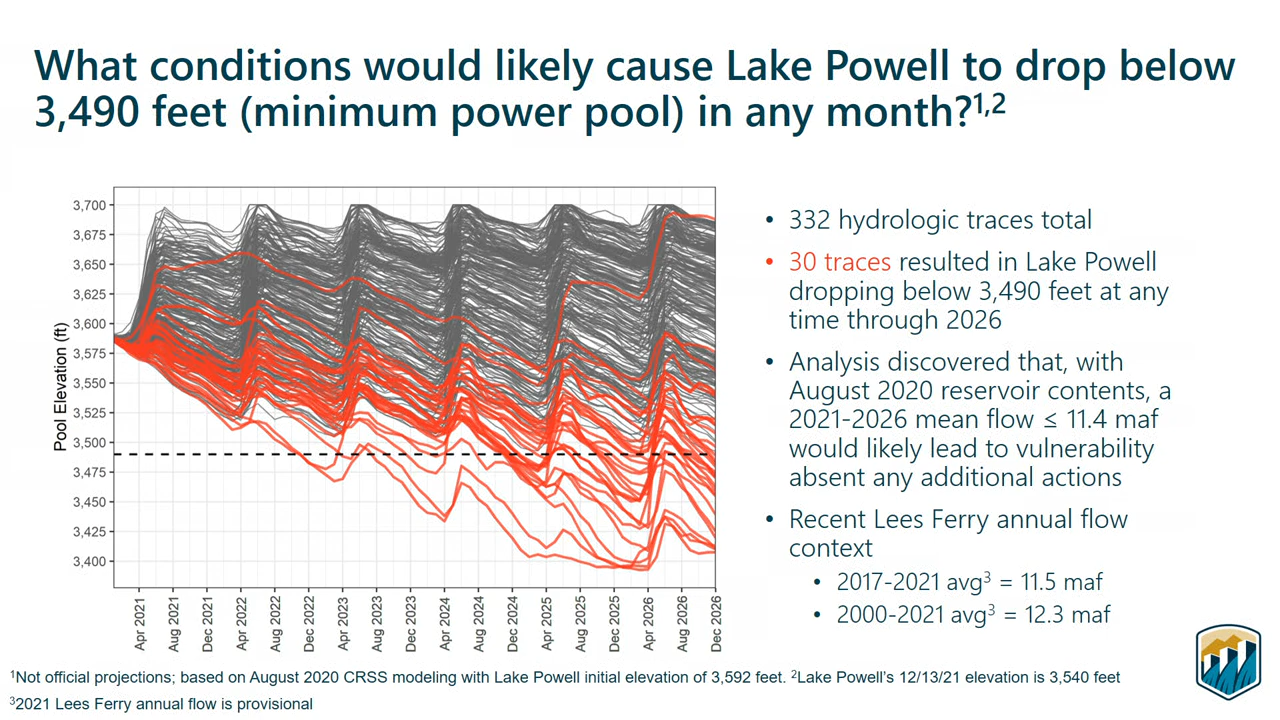 What conditions would likely cause Lake Powell to drop below
3,490 feet (minimum power pool) in any month?1,2
Pool Elevation (ft)
3,700
3,675
3,650
3,625
3,600
3,575
3,550
3,525
3,500
3,475
3,450
3,425
3,400
Apr 2021
Aug 2021
Dec 2021
Apr 2022
Aug 2022
Dec 2022
Apr 2023
Aug 2023
Dec 2023
Apr 2024
Aug 2024
Dec 2024
Apr 2025
Aug 2025
Dec 2025
Apr 2026
Aug 2026
Dec 2026
• 332 hydrologic traces total
• 30 traces resulted in Lake Powell
dropping below 3,490 feet at any
time through 2026
• Analysis discovered that, with
August 2020 reservoir contents, a
2021-2026 mean flow ≤ 11.4 maf
would likely lead to vulnerability
absent any additional actions
• Recent Lees Ferry annual flow
context
• 2017-2021 avg3 = 11.5 maf
• 2000-2021 avg3 = 12.3 maf
1Not official projections; based on August 2020 CRSS modeling with Lake Powell initial elevation of 3,592 feet. 2Lake Powell's 12/13/21 elevation is 3,540 feet
32021 Lees Ferry annual flow is provisional